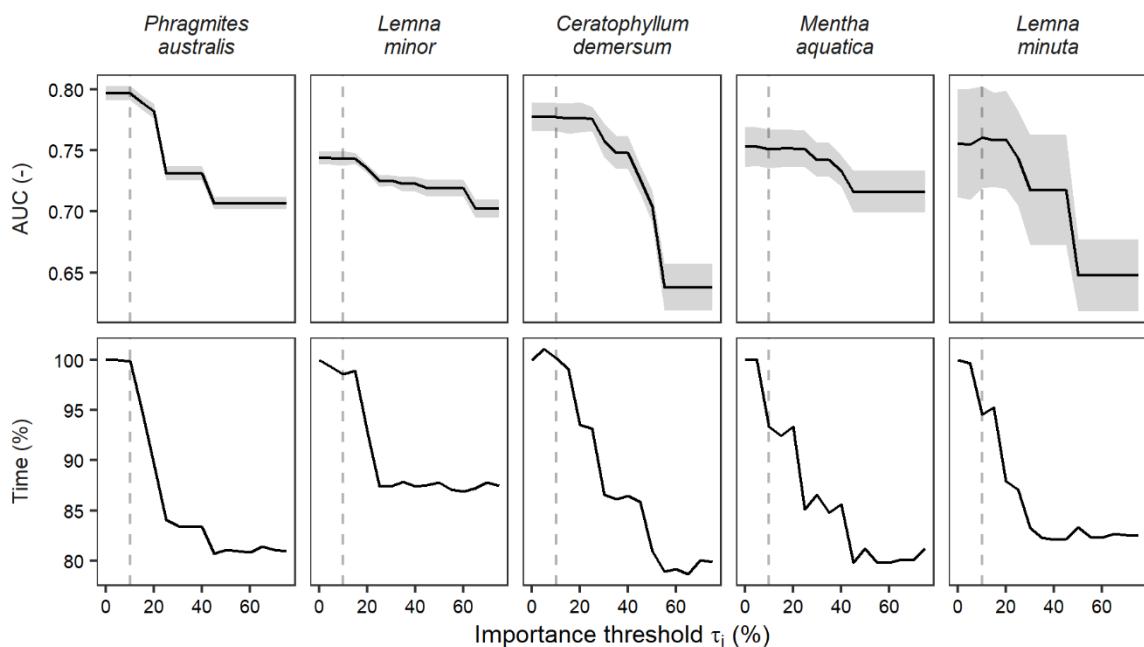 Phragmites australis
Lemna minor
Ceratophyllum demersum
Mentha aquatica
Lemna minuta
AUC (-)
0.80
0.75
0.70
0.65
Time (%)
100
95
90
85
80
0 20 40 60
0 20 40 60
0 20 40 60
0 20 40 60
0 20 40 60
Importance threshold τi (%)